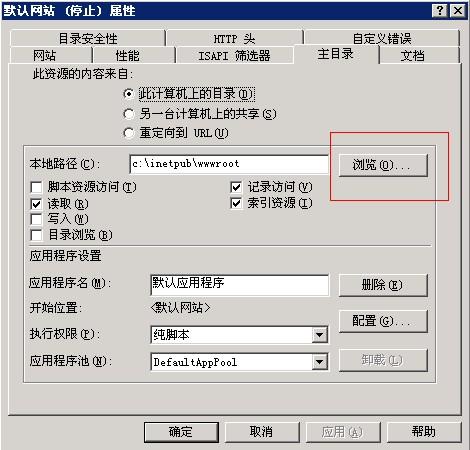 默认网站 (停止) 属性
目录安全性 HTTP 头 自定义错误
网站 性能 ISAPI 筛选器 主目录 文档
此资源的内容来自:
此计算机上的目录(D)
另一台计算机上的共享(S)
重定向到 URL(U)
本地路径(C): c:\inetpub\wwwroot 浏览(O)...
脚本资源访问(T) 记录访问(V)
读取(R) 索引资源(I)
写入(W)
目录浏览(B)
应用程序设置
应用程序名(M): 默认应用程序 删除(E)
开始位置: <默认网站>
配置(G)...
执行权限(P): 纯脚本
应用程序池(N): DefaultAppPool 卸载(L)
确定 取消 应用(A) 帮助